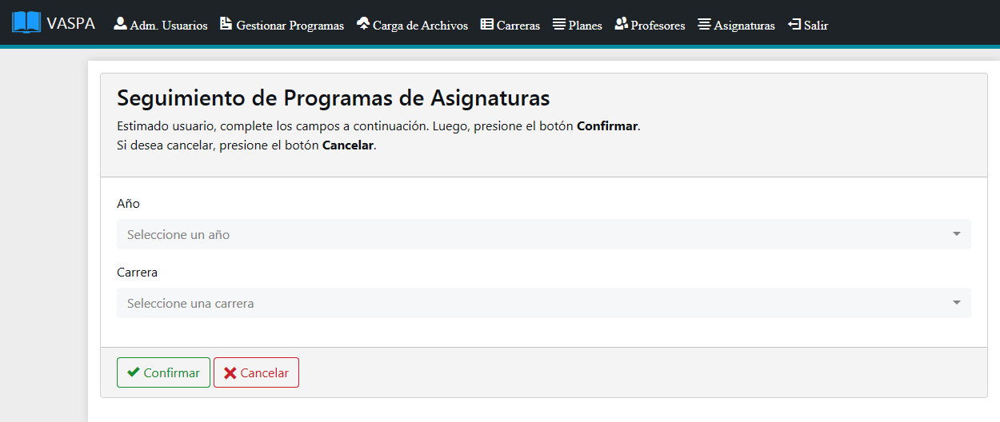 VASPA Adm. Usuarios Gestionar Programas Carga de Archivos Carreras Planes Profesores Asignaturas Salir
Seguimiento de Programas de Asignaturas
Estimado usuario, complete los campos a continuación. Luego, presione el botón Confirmar.
Si desea cancelar, presione el botón Cancelar.
Año
Seleccione un año
Carrera
Seleccione una carrera
Confirmar Cancelar